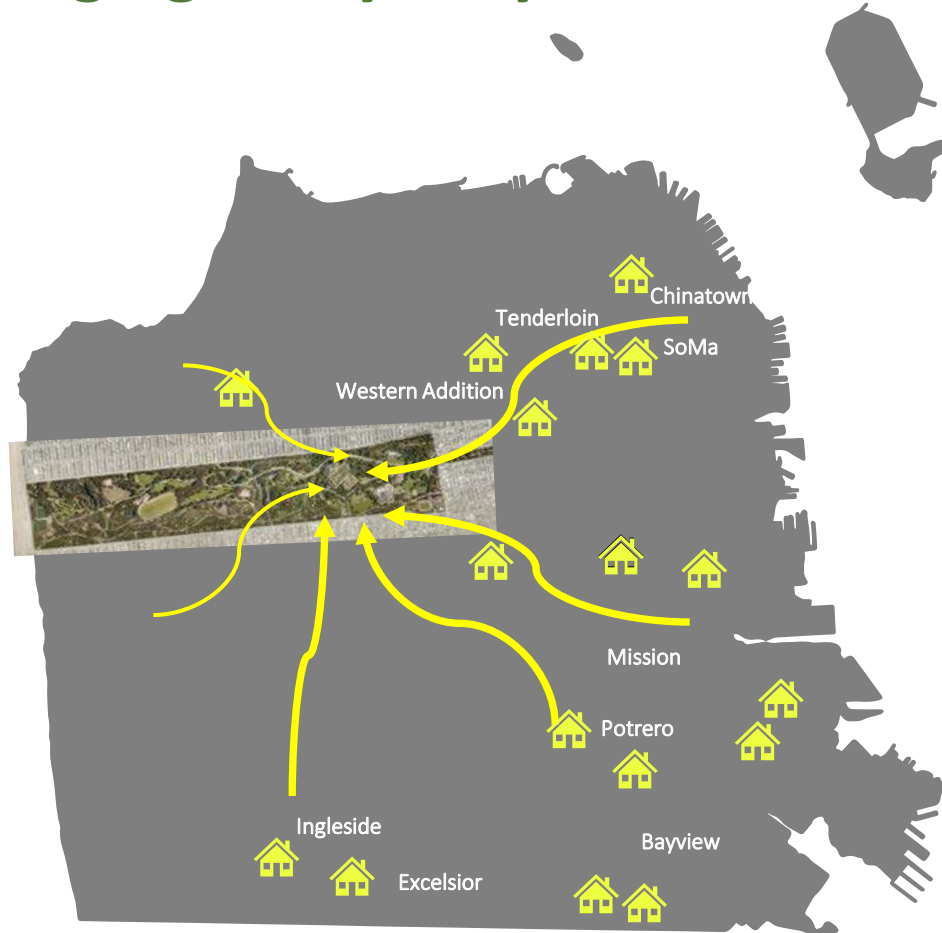 Chinatown
Tenderloin
SoMa
Western Addition
Mission
Potrero
Ingleside
Bayview
Excelsior